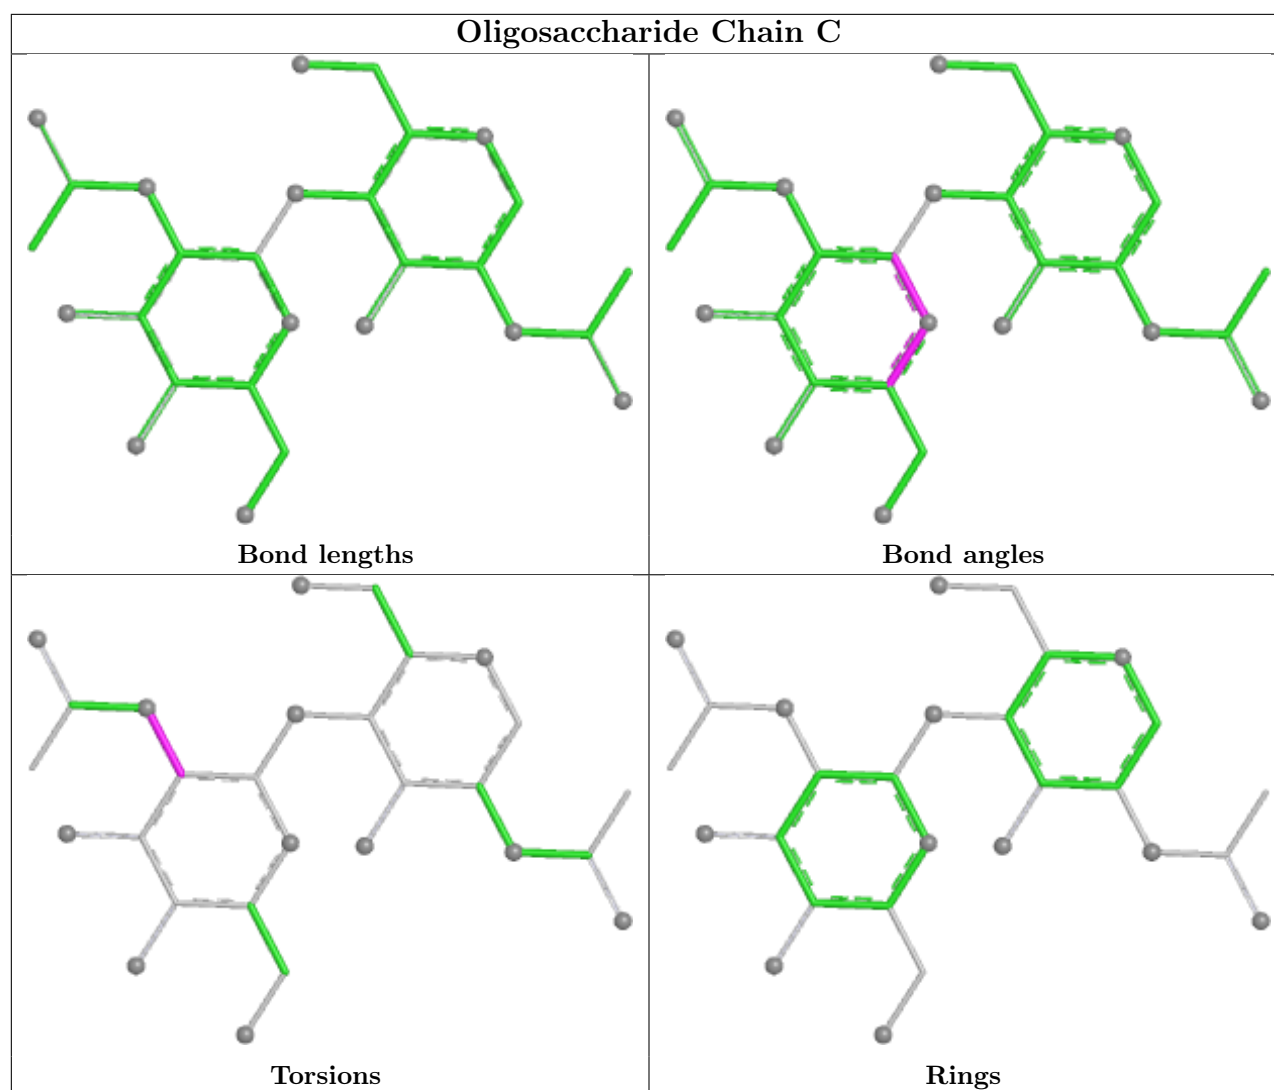 Oligosaccharide Chain C
Bond lengths
Bond angles
Torsions
Rings